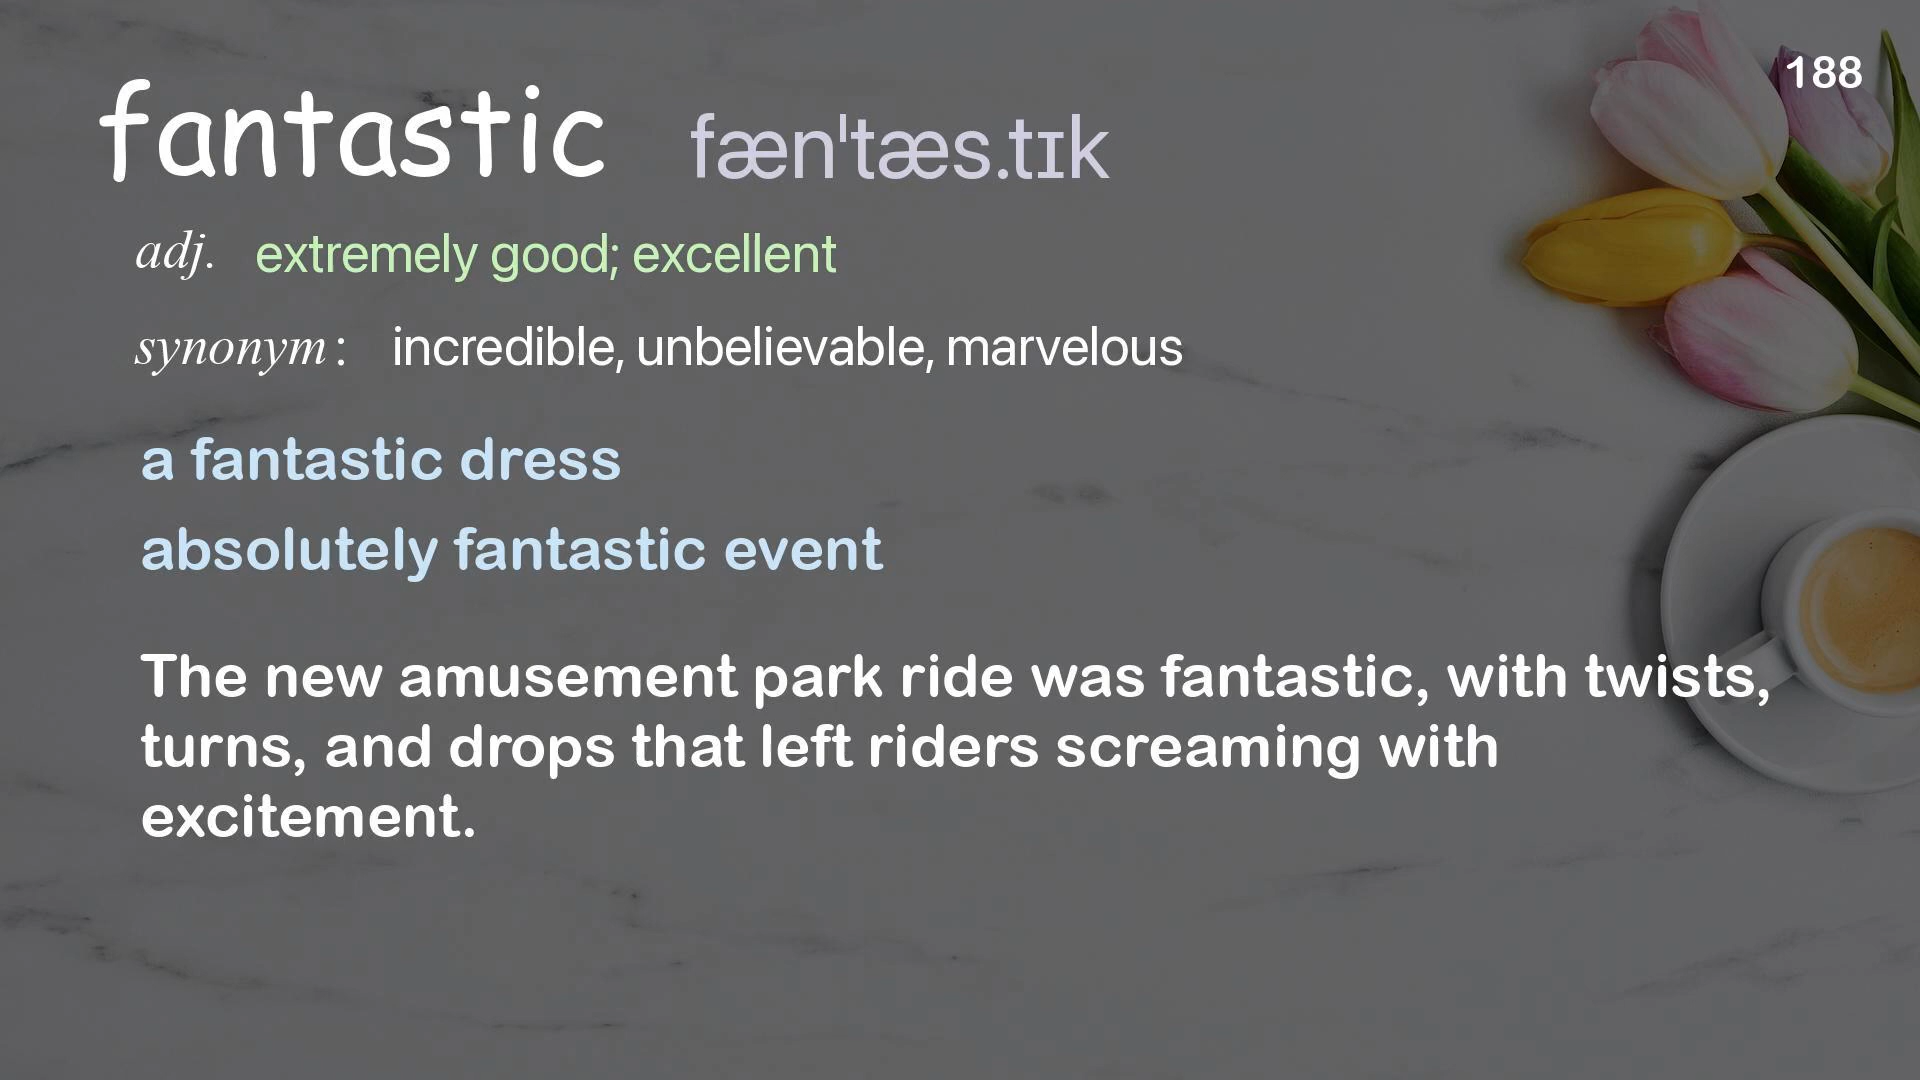 188
fantastic fæn'tæs.tɪk
adj. extremely good; excellent
synonym: incredible, unbelievable, marvelous
a fantastic dress
absolutely fantastic event
The new amusement park ride was fantastic, with twists,
turns, and drops that left riders screaming with
excitement.